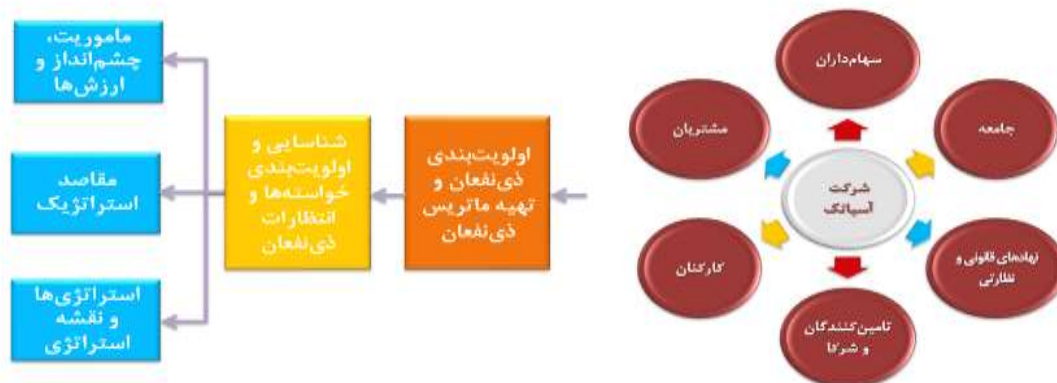 سهام‌داران
جامعه
مشتریان
شرکت
آسیاتک
نهادهای قانونی و
نظارتی
کارکنان
تامین‌کنندگان
و شرکا
اولویت‌بندی
ذی‌نفعان و
تهیه ماتریس
ذی‌نفعان
شناسایی و
اولویت‌بندی
خواسته‌ها و
انتظارات
ذی‌نفعان
ماموریت،
چشم‌انداز و
ارزش‌ها
مقاصد
استراتژیک
استراتژی‌ها
و نقشه
استراتژی